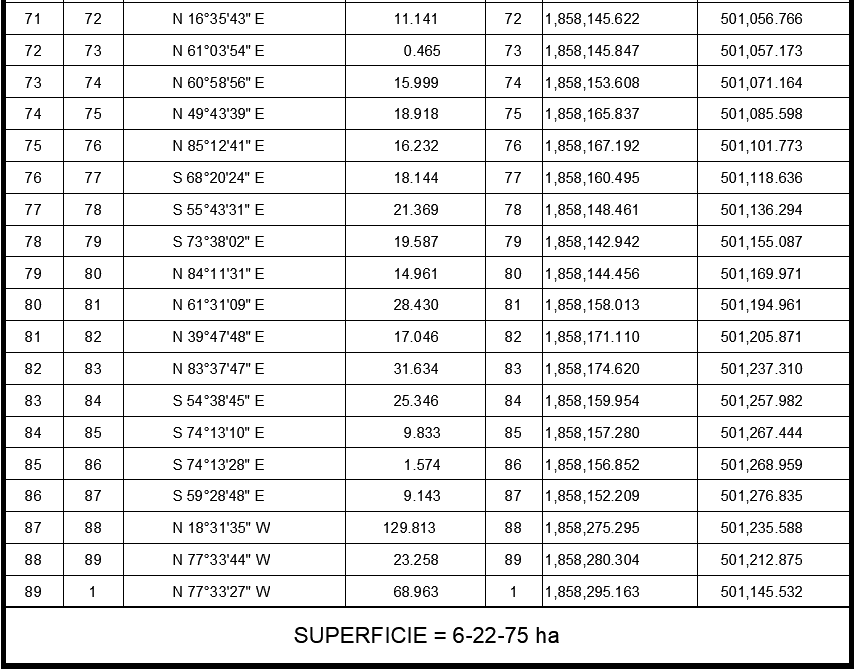 71 72 N 16°35'43" E 11.141 72 1,858,145.622 501,056.766
72 73 N 61°03'54" E 0.465 73 1,858,145.847 501,057.173
73 74 N 60°58'56" E 15.999 74 1,858,153.608 501,071.164
74 75 N 49°43'39" E 18.918 75 1,858,165.837 501,085.598
75 76 N 85°12'41" E 16.232 76 1,858,167.192 501,101.773
76 77 S 68°20'24" E 18.144 77 1,858,160.495 501,118.636
77 78 S 55°43'31" E 21.369 78 1,858,148.461 501,136.294
78 79 S 73°38'02" E 19.587 79 1,858,142.942 501,155.087
79 80 N 84°11'31" E 14.961 80 1,858,144.456 501,169.971
80 81 N 61°31'09" E 28.430 81 1,858,158.013 501,194.961
81 82 N 39°47'48" E 17.046 82 1,858,171.110 501,205.871
82 83 N 83°37'47" E 31.634 83 1,858,174.620 501,237.310
83 84 S 54°38'45" E 25.346 84 1,858,159.954 501,257.982
84 85 S 74°13'10" E 9.833 85 1,858,157.280 501,267.444
85 86 S 74°13'28" E 1.574 86 1,858,156.852 501,268.959
86 87 S 59°28'48" E 9.143 87 1,858,152.209 501,276.835
87 88 N 18°31'35" W 129.813 88 1,858,275.295 501,235.588
88 89 N 77°33'44" W 23.258 89 1,858,280.304 501,212.875
89 1 N 77°33'27" W 68.963 1 1,858,295.163 501,145.532
SUPERFICIE = 6-22-75 ha